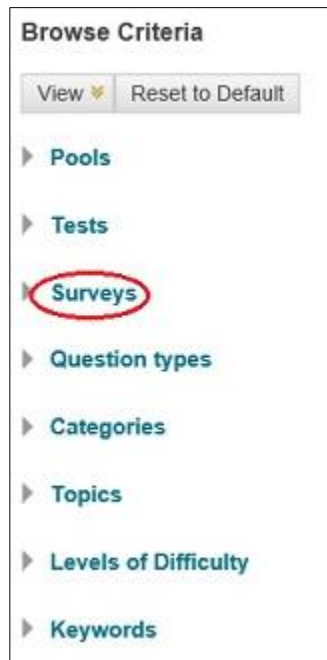 Browse Criteria
View Reset to Default
Pools
Tests
Surveys
Question types
Categories
Topics
Levels of Difficulty
Keywords